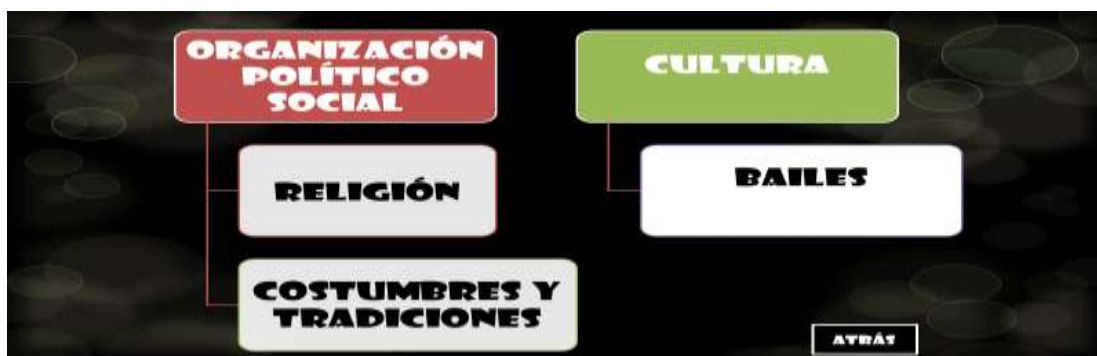 ORGANIZACIÓN
POLÍTICO
SOCIAL
RELIGIÓN
COSTUMBRES Y
TRADICIONES
CULTURA
BAILES
ATRÁS